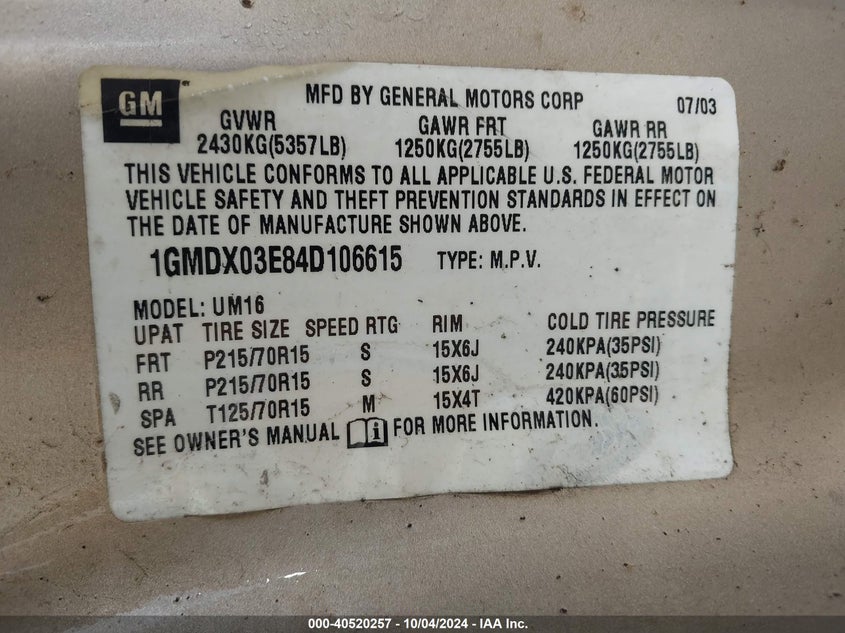 GM
MFD BY GENERAL MOTORS CORP 07/03
GVWR GAWR FRT GAWR RR
2430KG(5357LB) 1250KG(2755LB) 1250KG(2755LB)
THIS VEHICLE CONFORMS TO ALL APPLICABLE U.S. FEDERAL MOTOR
VEHICLE SAFETY AND THEFT PREVENTION STANDARDS IN EFFECT ON
THE DATE OF MANUFACTURE SHOWN ABOVE.
1GMDX03E84D106615 TYPE: M.P.V.
MODEL: UM16
UPAT TIRE SIZE SPEED RTG RIM COLD TIRE PRESSURE
FRT P215/70R15 S 15X6J 240KPA(35PSI)
RR P215/70R15 S 15X6J 240KPA(35PSI)
SPA T125/70R15 M 15X4T 420KPA(60PSI)
SEE OWNER'S MANUAL i FOR MORE INFORMATION.
000-40520257 - 10/04/2024 - IAA Inc.